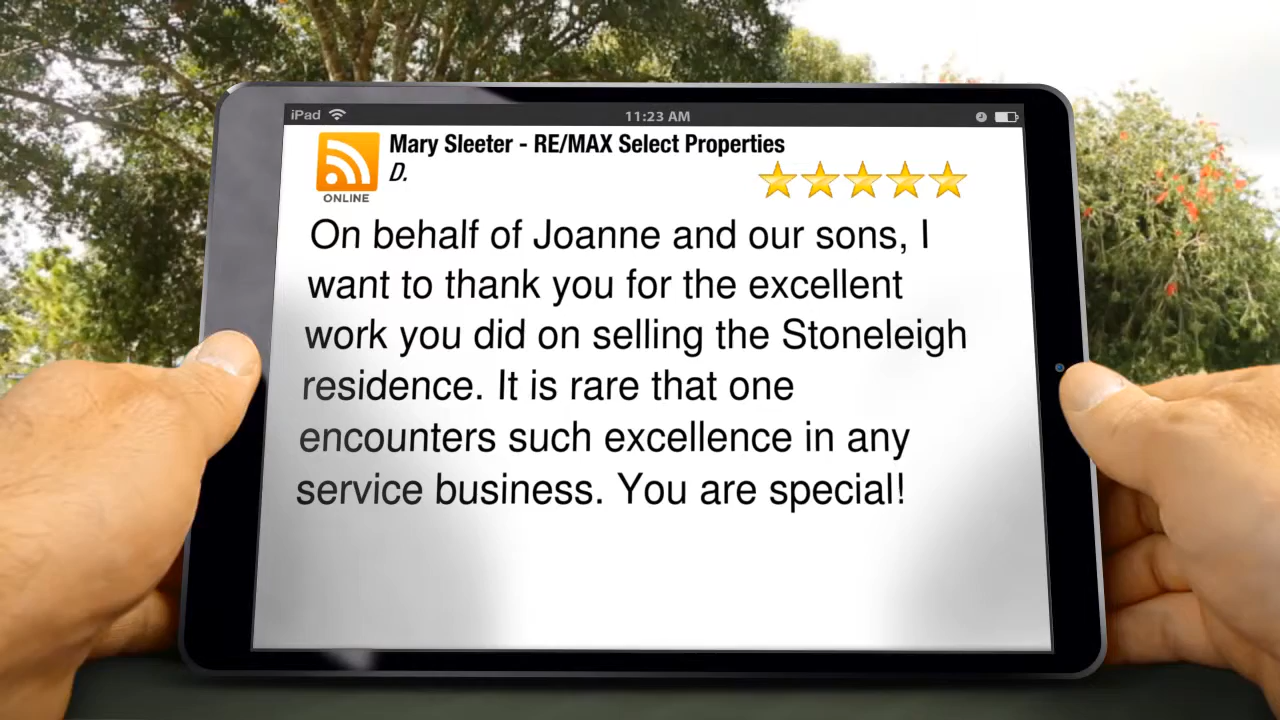 iPad 11:23 AM
Mary Sleeter - RE/MAX Select Properties
D.
ONLINE
On behalf of Joanne and our sons, I
want to thank you for the excellent
work you did on selling the Stoneleigh
residence. It is rare that one
encounters such excellence in any
service business. You are special!